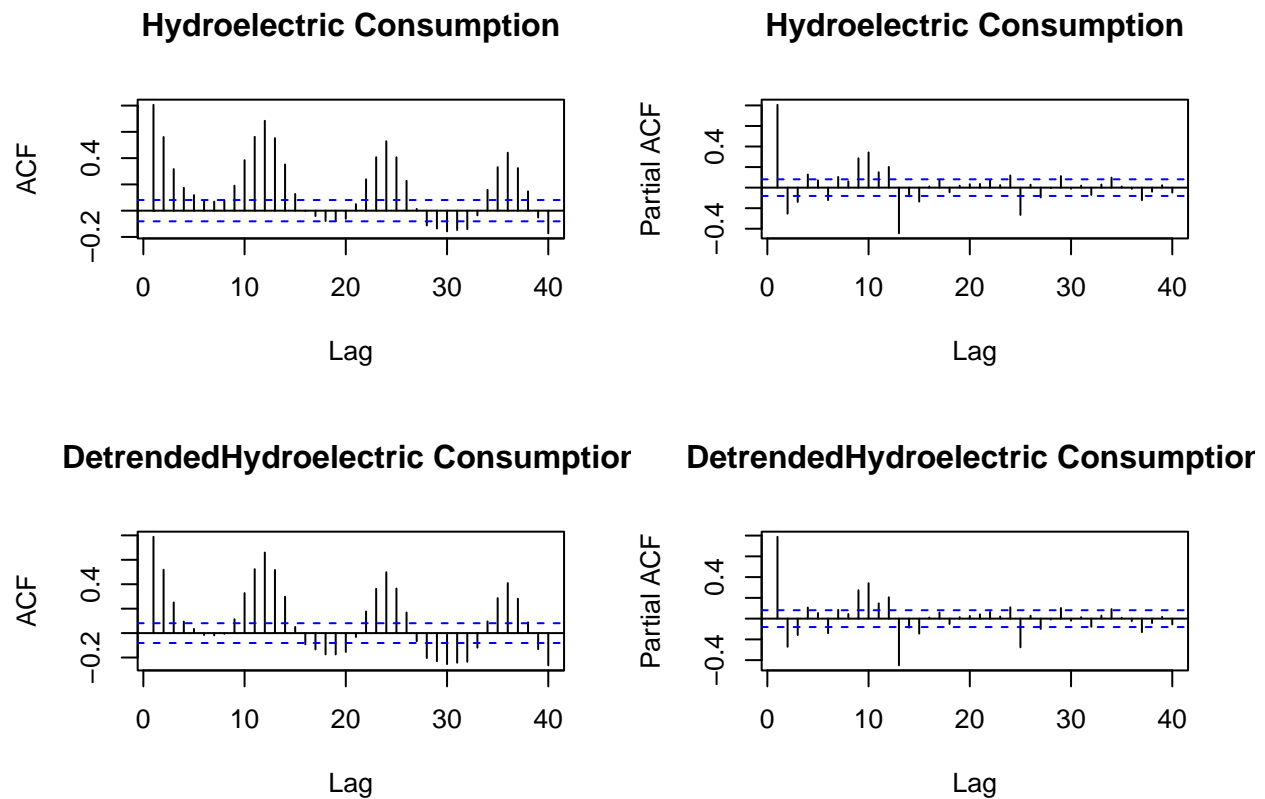 Hydroelectric Consumption
ACF
−0.2 0.4
0 10 20 30 40
Lag
Hydroelectric Consumption
Partial ACF
−0.4 0.4
0 10 20 30 40
Lag
DetrendedHydroelectric Consumption
ACF
−0.2 0.4
0 10 20 30 40
Lag
DetrendedHydroelectric Consumption
Partial ACF
−0.4 0.4
0 10 20 30 40
Lag